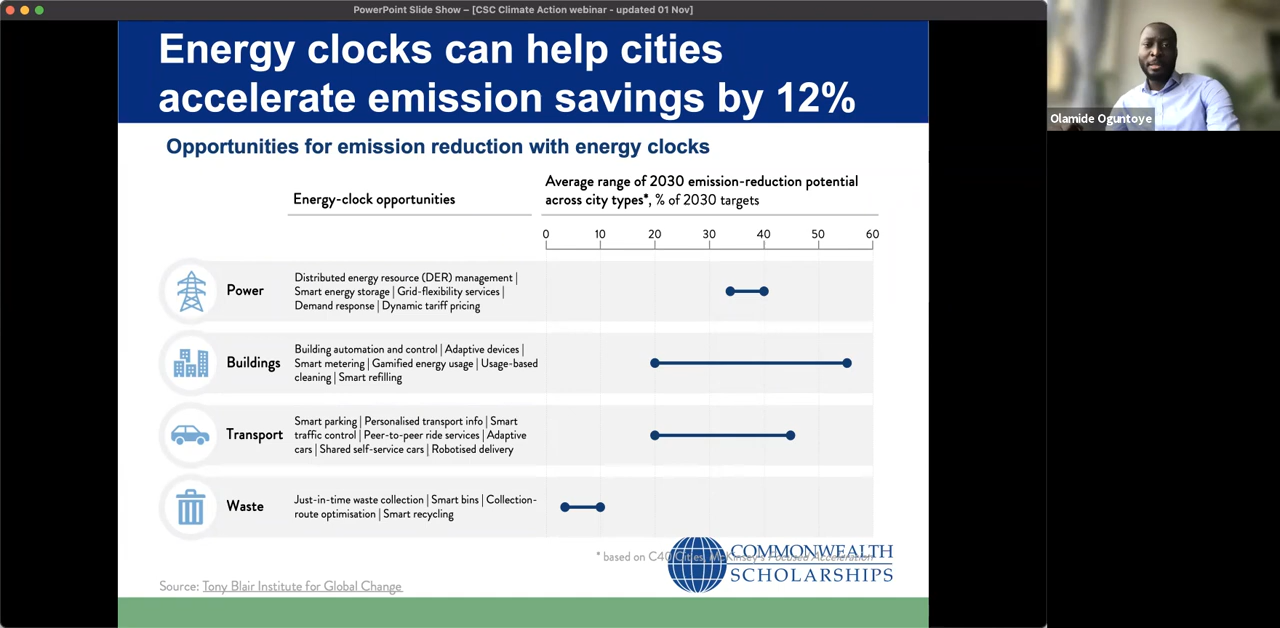 PowerPoint Slide Show – [CSC Climate Action webinar - updated 01 Nov]
Energy clocks can help cities
accelerate emission savings by 12%
Olamide Oguntoye
Opportunities for emission reduction with energy clocks
Energy-clock opportunities
Average range of 2030 emission-reduction potential
across city types*, % of 2030 targets
0 10 20 30 40 50 60
Power
Distributed energy resource (DER) management |
Smart energy storage | Grid-flexibility services |
Demand response | Dynamic tariff pricing
Buildings
Building automation and control | Adaptive devices |
Smart metering | Gamified energy usage | Usage-based
cleaning | Smart refilling
Transport
Smart parking | Personalised transport info | Smart
traffic control | Peer-to-peer ride services | Adaptive
cars | Shared self-service cars | Robotised delivery
Waste
Just-in-time waste collection | Smart bins | Collection-
route optimisation | Smart recycling
* based on C40 Cities, McKinsey's Focused Acceleration
COMMONWEALTH
SCHOLARSHIPS
Source: Tony Blair Institute for Global Change